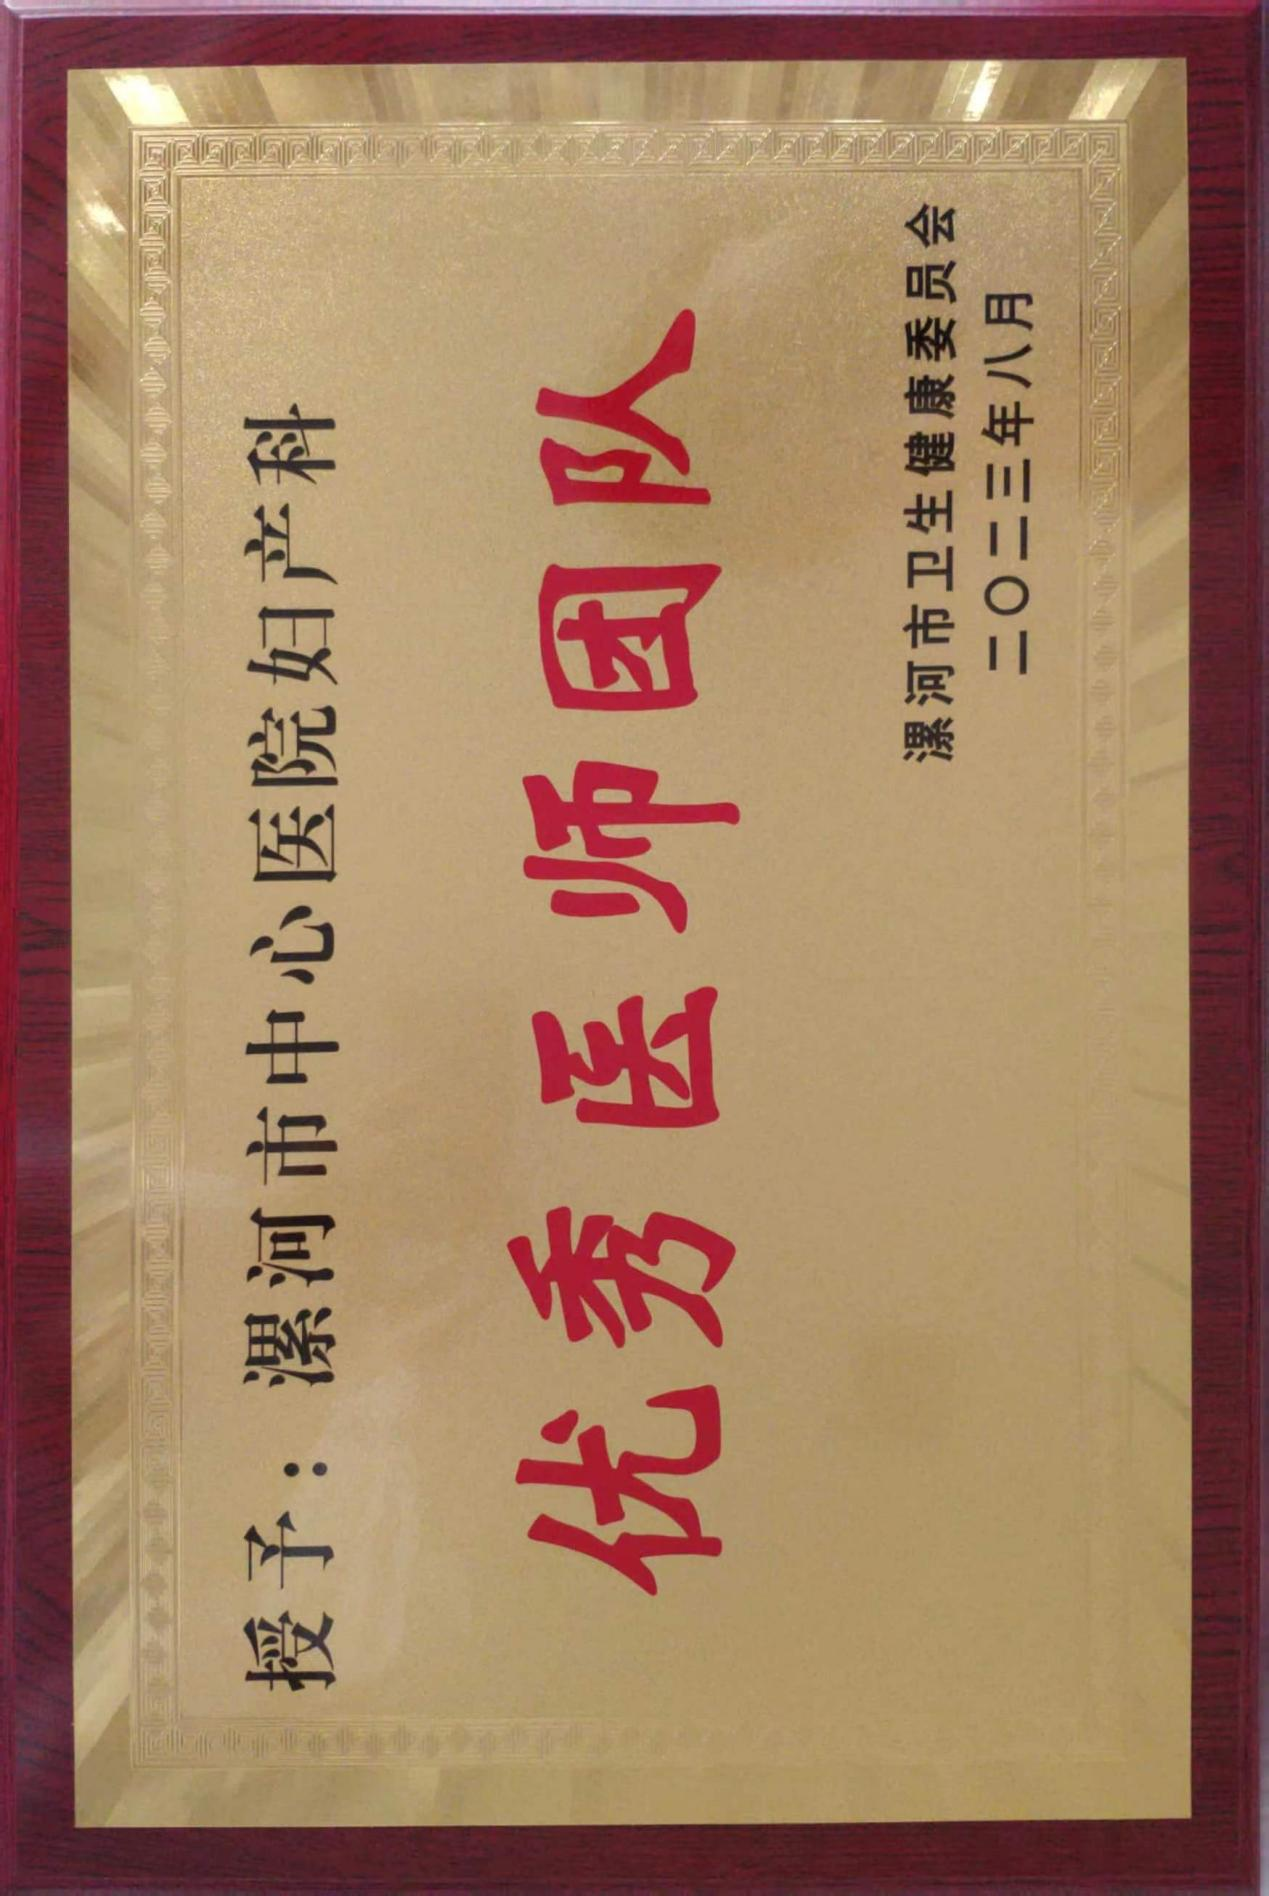 授予：漯河市中心医院妇产科
优秀医师团队
漯河市卫生健康委员会
二〇二三年八月